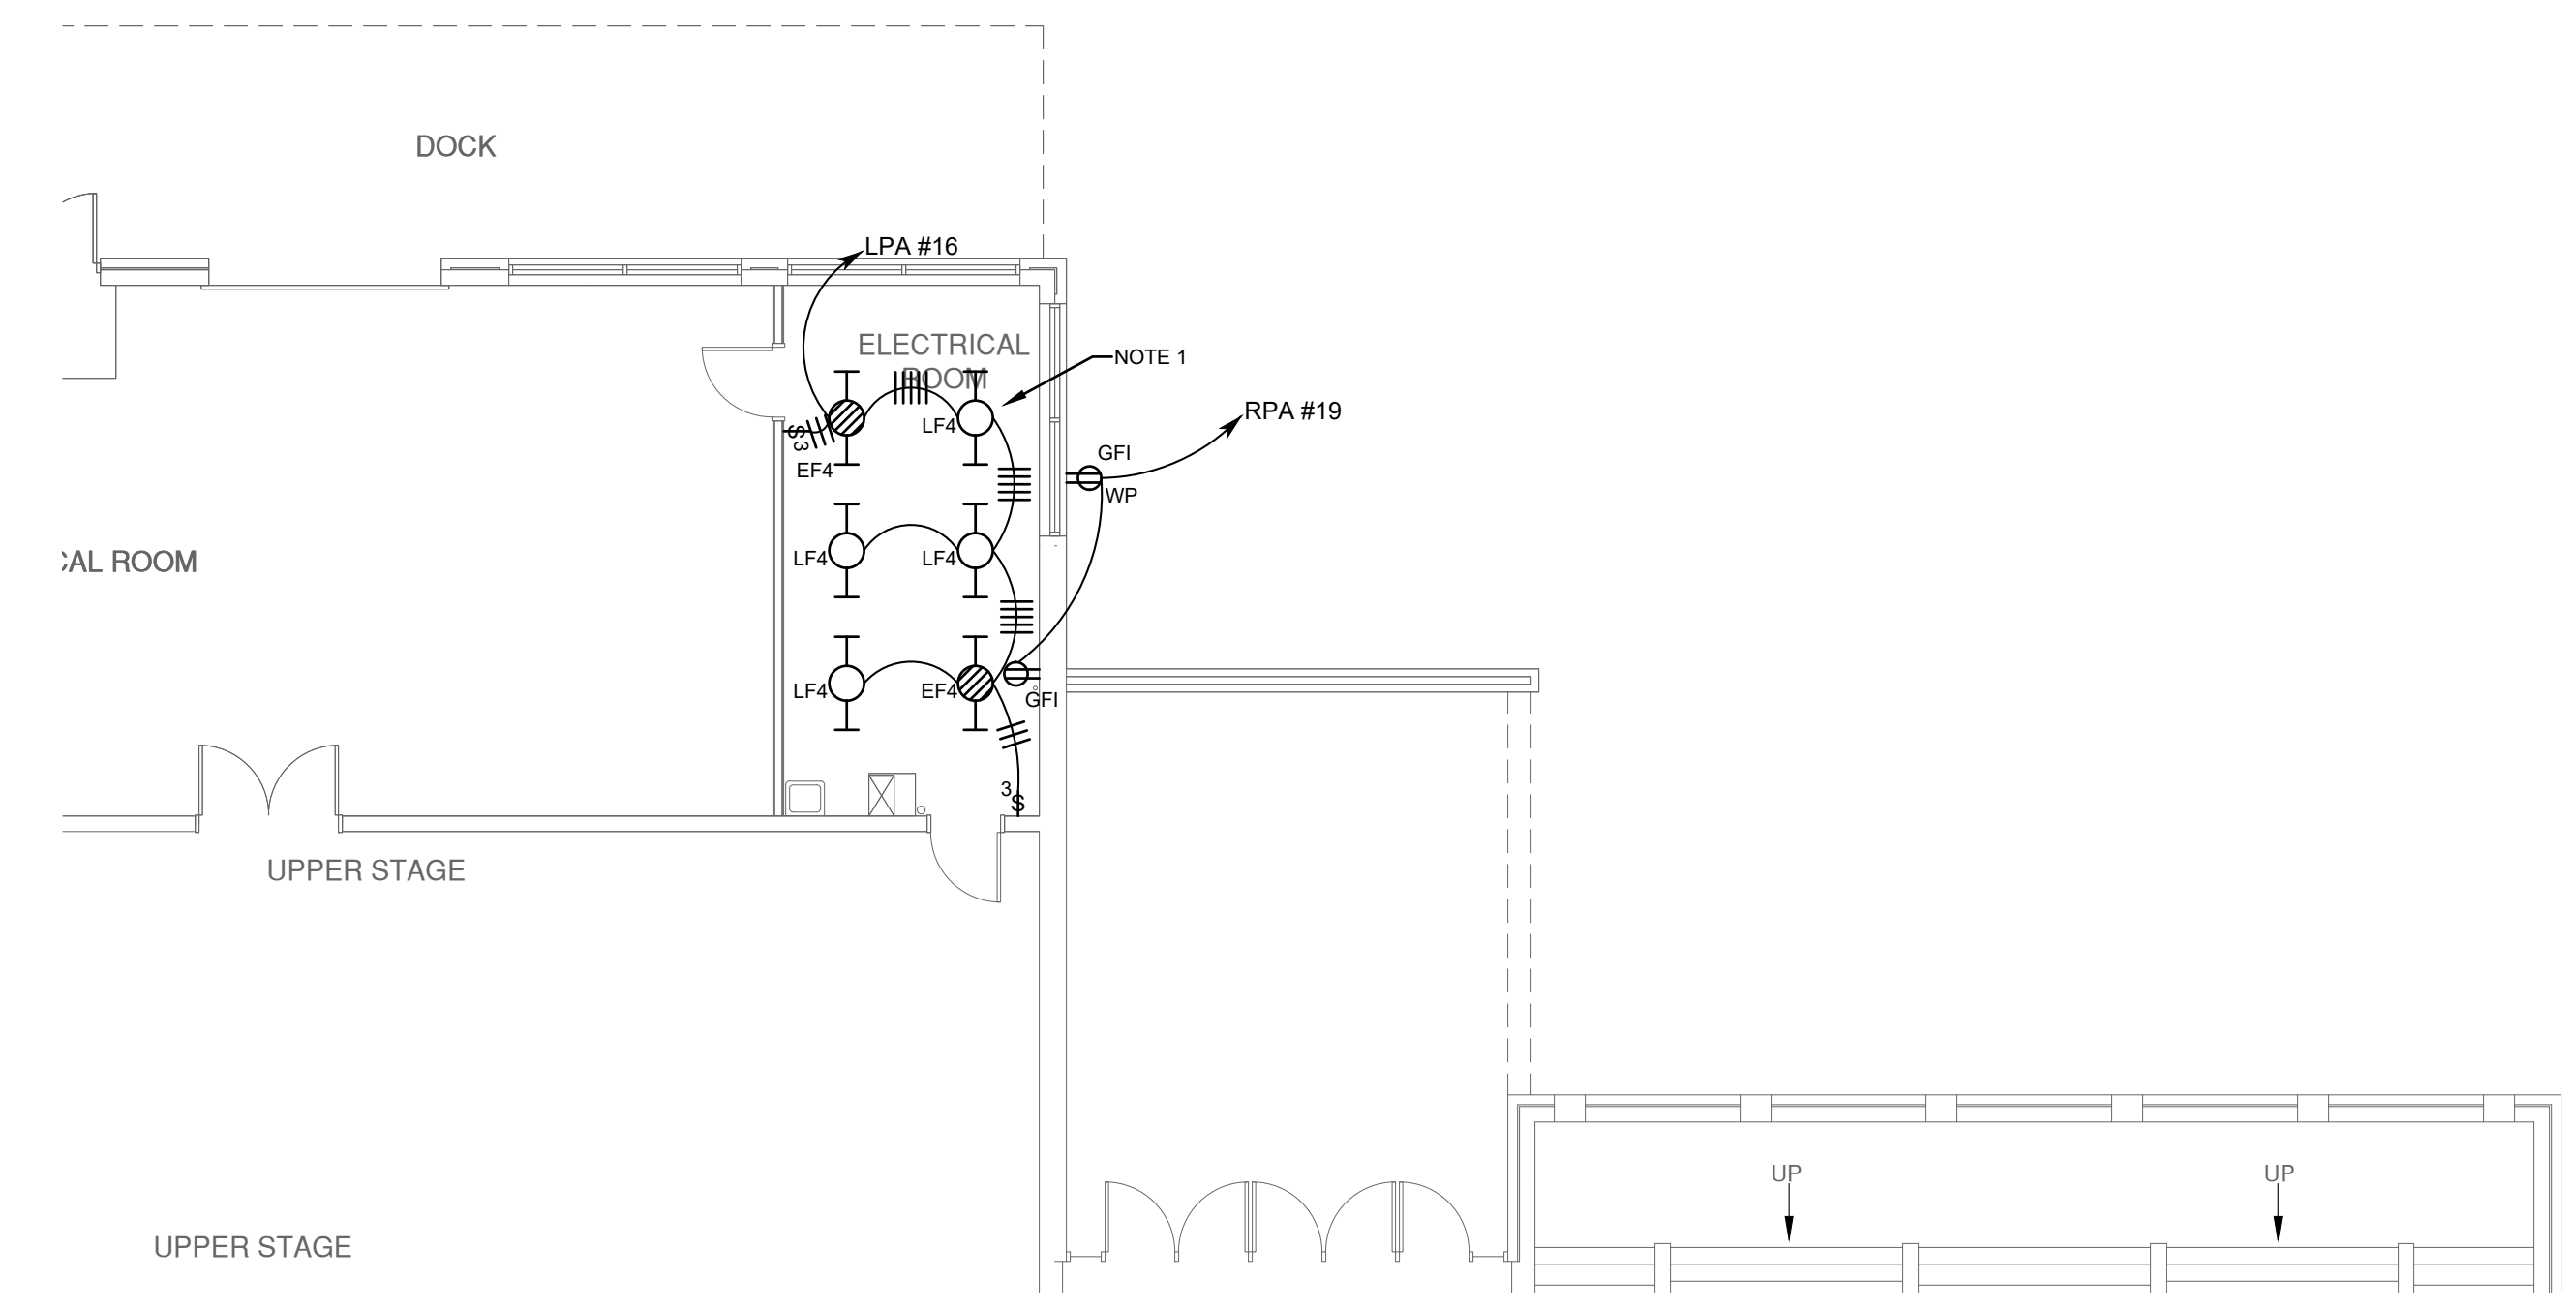 DOCK
LPA #16
ELECTRICAL
ROOM
NOTE 1
RPA #19
LF4
GFI
S3
EF4
WP
CAL ROOM
LF4
LF4
LF4
EF4
GFI
3
S
UPPER STAGE
UP
UP
UPPER STAGE